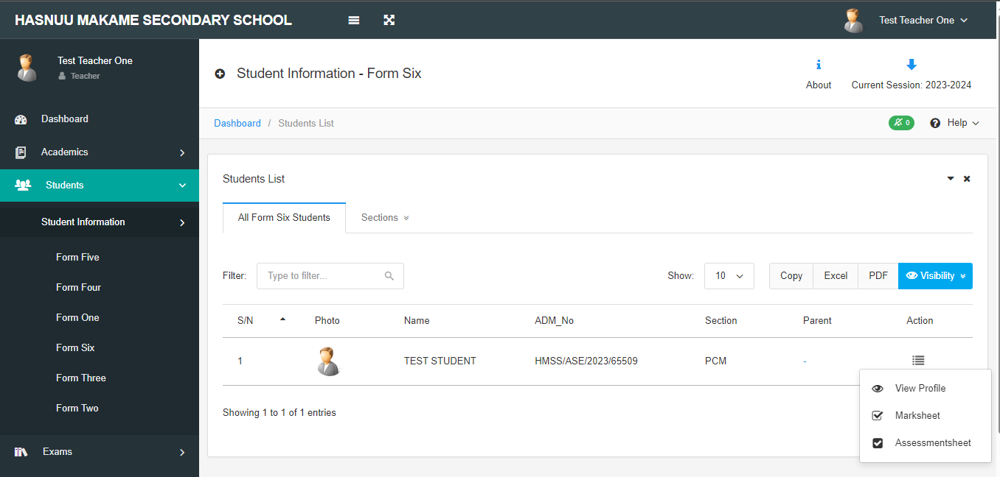 HASNUU MAKAME SECONDARY SCHOOL
Test Teacher One
Test Teacher One
Teacher
Dashboard
Academics
Students
Student Information
Form Five
Form Four
Form One
Form Six
Form Three
Form Two
Exams
Student Information - Form Six
About
Current Session: 2023-2024
Dashboard / Students List
0
Help
Students List
All Form Six Students
Sections
Filter: Type to filter...
Show: 10
Copy Excel PDF Visibility
S/N Photo Name ADM_No Section Parent Action
1 TEST STUDENT HMSS/ASE/2023/65509 PCM -
View Profile
Marksheet
Assessmentsheet
Showing 1 to 1 of 1 entries